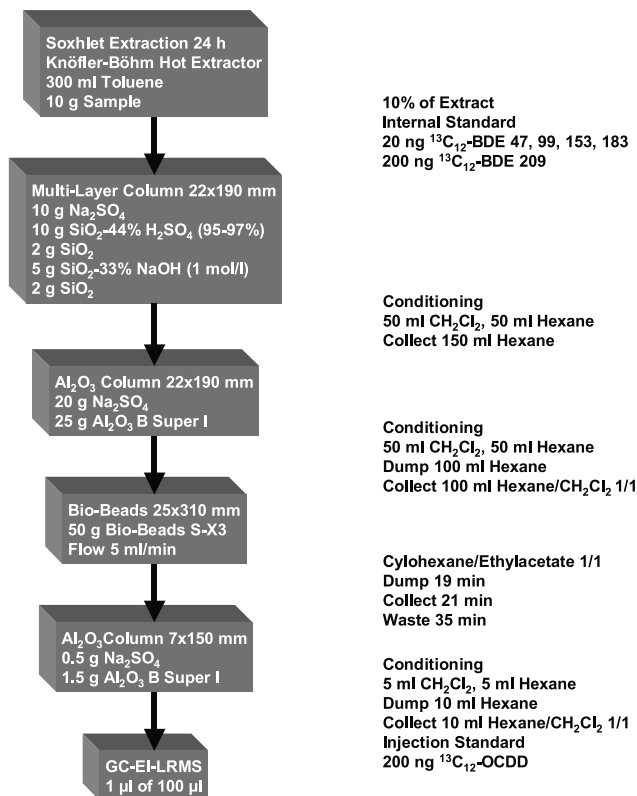 Soxhlet Extraction 24 h
Knöfler-Böhm Hot Extractor
300 ml Toluene
10 g Sample
10% of Extract
Internal Standard
20 ng ¹³C₁₂-BDE 47, 99, 153, 183
200 ng ¹³C₁₂-BDE 209
Multi-Layer Column 22x190 mm
10 g Na₂SO₄
10 g SiO₂-44% H₂SO₄ (95-97%)
2 g SiO₂
5 g SiO₂-33% NaOH (1 mol/l)
2 g SiO₂
Conditioning
50 ml CH₂Cl₂, 50 ml Hexane
Collect 150 ml Hexane
Al₂O₃ Column 22x190 mm
20 g Na₂SO₄
25 g Al₂O₃ B Super I
Conditioning
50 ml CH₂Cl₂, 50 ml Hexane
Dump 100 ml Hexane
Collect 100 ml Hexane/CH₂Cl₂ 1/1
Bio-Beads 25x310 mm
50 g Bio-Beads S-X3
Flow 5 ml/min
Cylohexane/Ethylacetate 1/1
Dump 19 min
Collect 21 min
Waste 35 min
Al₂O₃Column 7x150 mm
0.5 g Na₂SO₄
1.5 g Al₂O₃ B Super I
Conditioning
5 ml CH₂Cl₂, 5 ml Hexane
Dump 10 ml Hexane
Collect 10 ml Hexane/CH₂Cl₂ 1/1
Injection Standard
200 ng ¹³C₁₂-OCDD
GC-EI-LRMS
1 µl of 100 µl